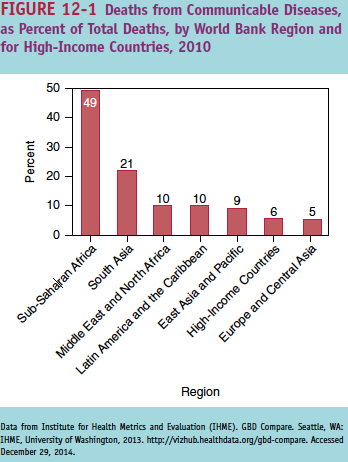 FIGURE 12-1 Deaths from Communicable Diseases,
as Percent of Total Deaths, by World Bank Region and
for High-Income Countries, 2010
50
40
30
20
10
0
Percent
49
21
10
10
9
6
5
Sub-Saharan Africa
South Asia
Middle East and North Africa
Latin America and the Caribbean
East Asia and Pacific
High-Income Countries
Europe and Central Asia
Region
Data from Institute for Health Metrics and Evaluation (IHME). GBD Compare. Seattle, WA:
IHME, University of Washington, 2013. http://vizhub.healthdata.org/gbd-compare. Accessed
December 29, 2014.